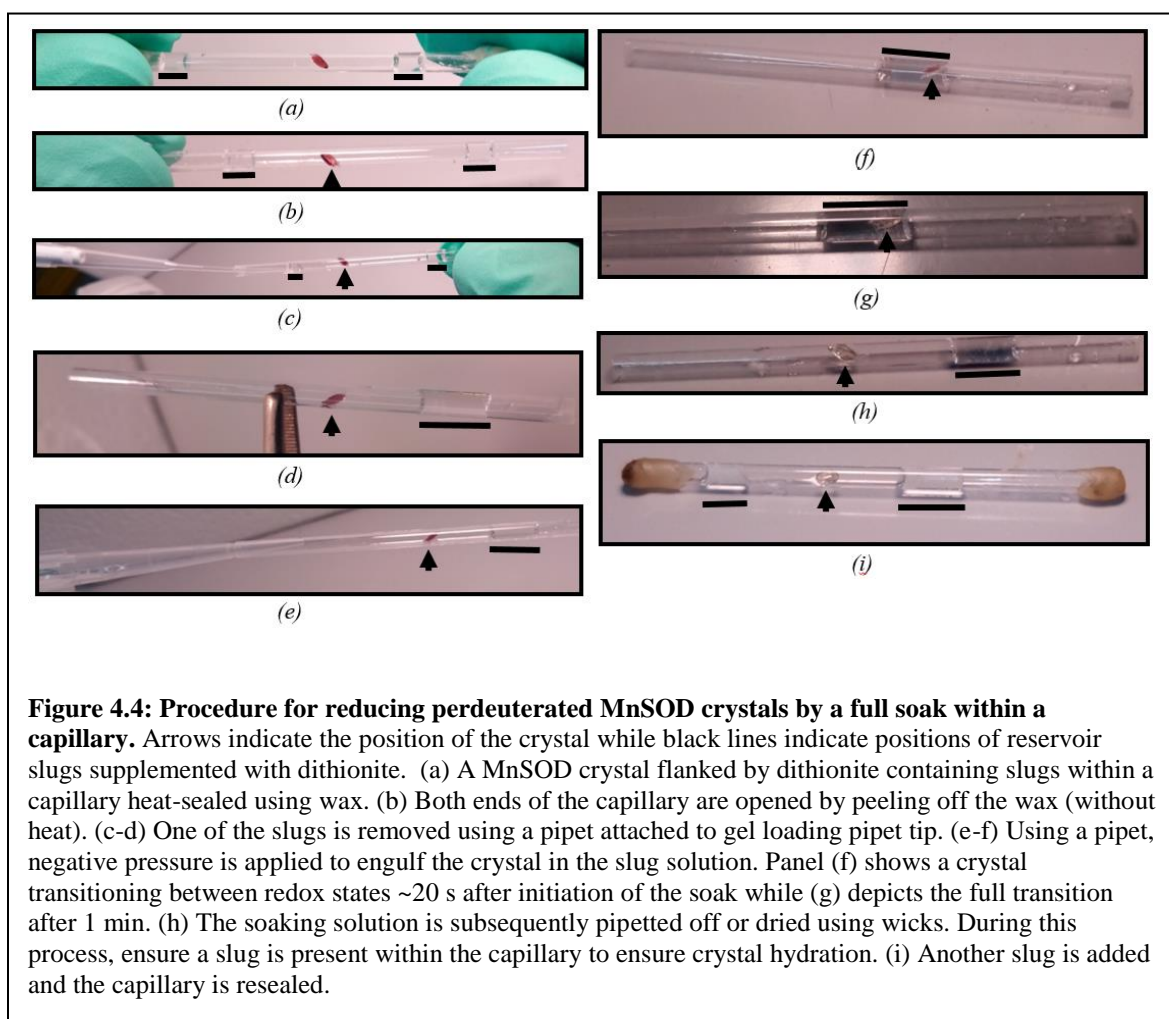 (a)
(b)
(c)
(d)
(e)
(f)
(g)
(h)
(i)
Figure 4.4: Procedure for reducing perdeuterated MnSOD crystals by a full soak within a
capillary. Arrows indicate the position of the crystal while black lines indicate positions of reservoir
slugs supplemented with dithionite. (a) A MnSOD crystal flanked by dithionite containing slugs within a
capillary heat-sealed using wax. (b) Both ends of the capillary are opened by peeling off the wax (without
heat). (c-d) One of the slugs is removed using a pipet attached to gel loading pipet tip. (e-f) Using a pipet,
negative pressure is applied to engulf the crystal in the slug solution. Panel (f) shows a crystal
transitioning between redox states ~20 s after initiation of the soak while (g) depicts the full transition
after 1 min. (h) The soaking solution is subsequently pipetted off or dried using wicks. During this
process, ensure a slug is present within the capillary to ensure crystal hydration. (i) Another slug is added
and the capillary is resealed.